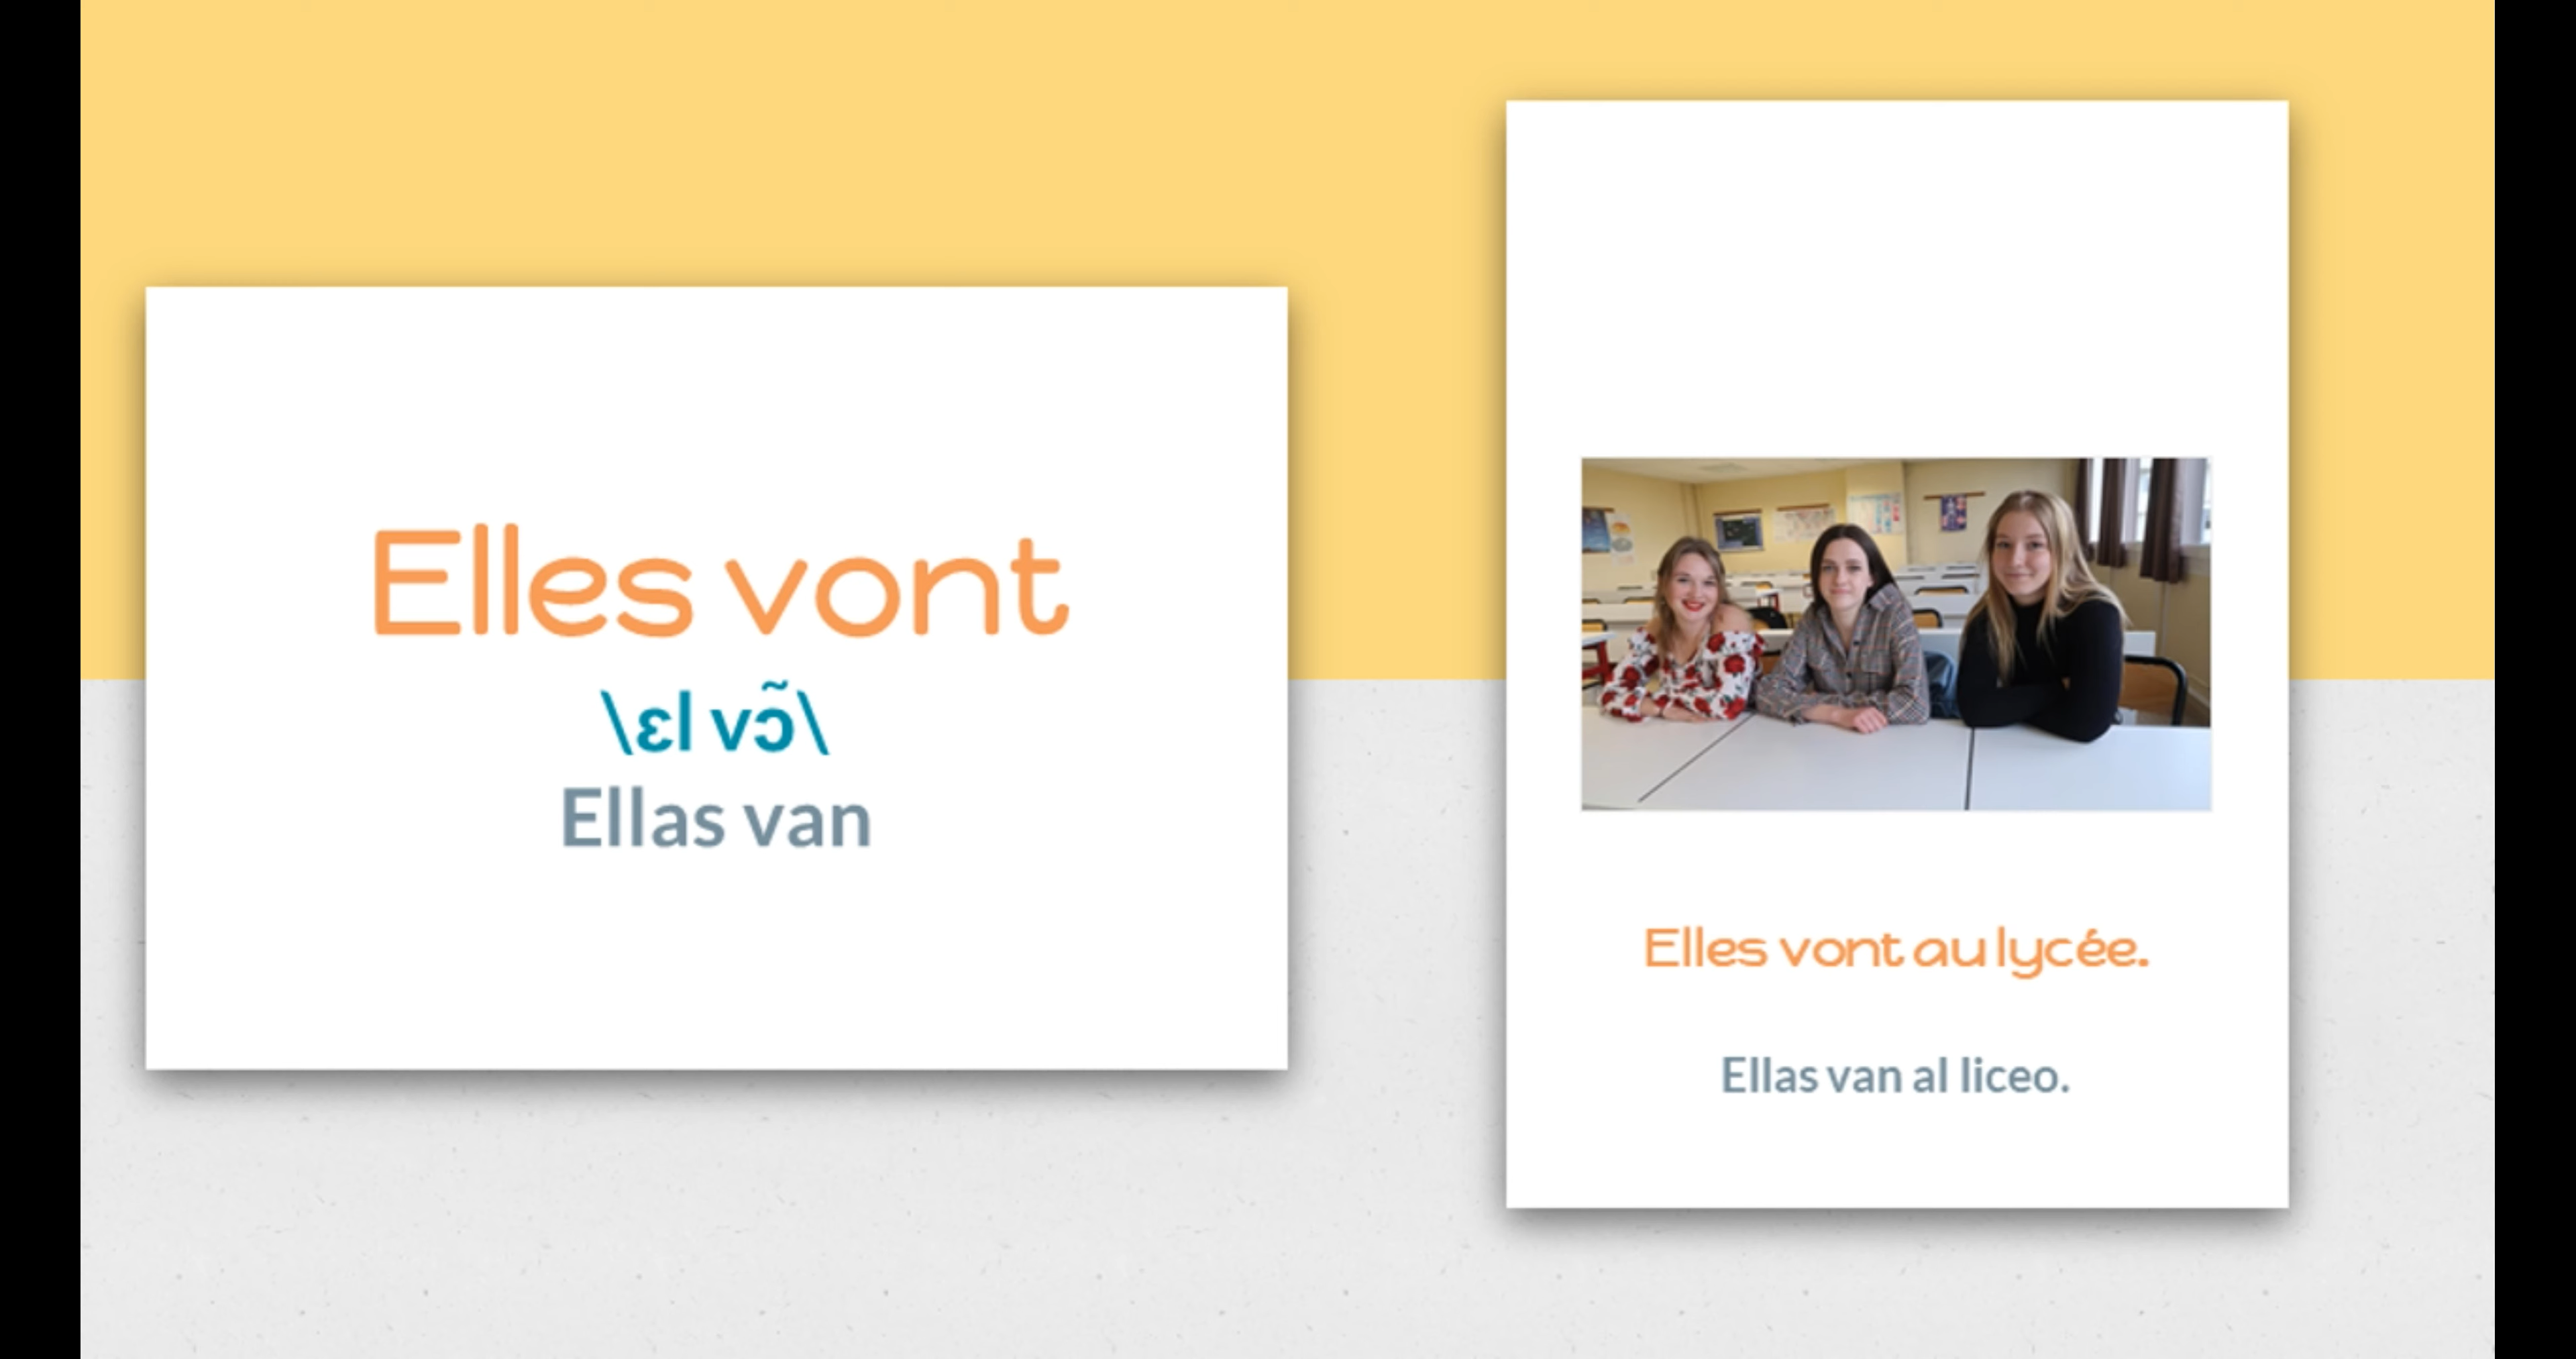 Elles vont
\ɛl vɔ̃\
Ellas van
Elles vont au lycée.
Ellas van al liceo.